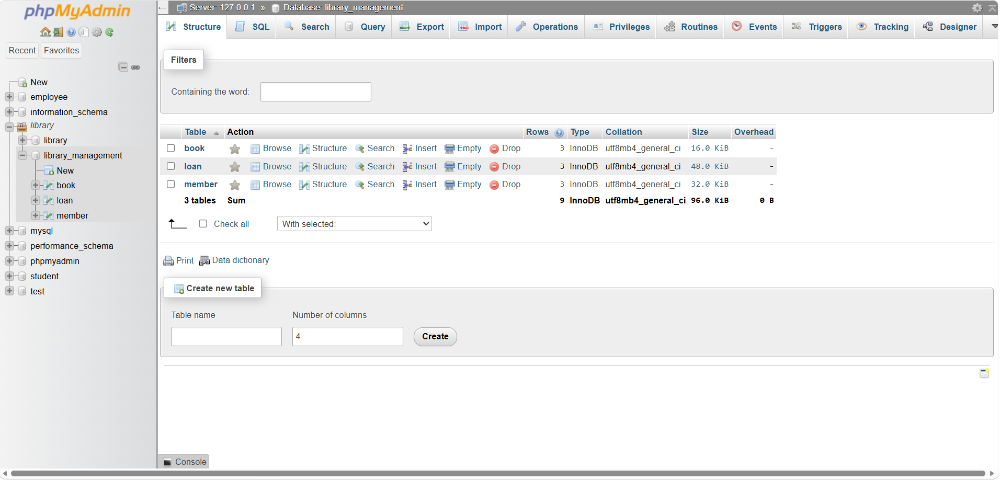 phpMyAdmin
Recent Favorites
New
employee
information_schema
library
library
library_management
New
book
loan
member
mysql
performance_schema
phpmyadmin
student
test
← Server: 127.0.0.1 » Database: library_management
Structure SQL Search Query Export Import Operations Privileges Routines Events Triggers Tracking Designer
Filters
Containing the word:
Table Action Rows Type Collation Size Overhead
book Browse Structure Search Insert Empty Drop 3 InnoDB utf8mb4_general_ci 16.0 KiB -
loan Browse Structure Search Insert Empty Drop 3 InnoDB utf8mb4_general_ci 48.0 KiB -
member Browse Structure Search Insert Empty Drop 3 InnoDB utf8mb4_general_ci 32.0 KiB -
3 tables Sum 9 InnoDB utf8mb4_general_ci 96.0 KiB 0 B
Check all With selected:
Print Data dictionary
Create new table
Table name Number of columns
4 Create
Console